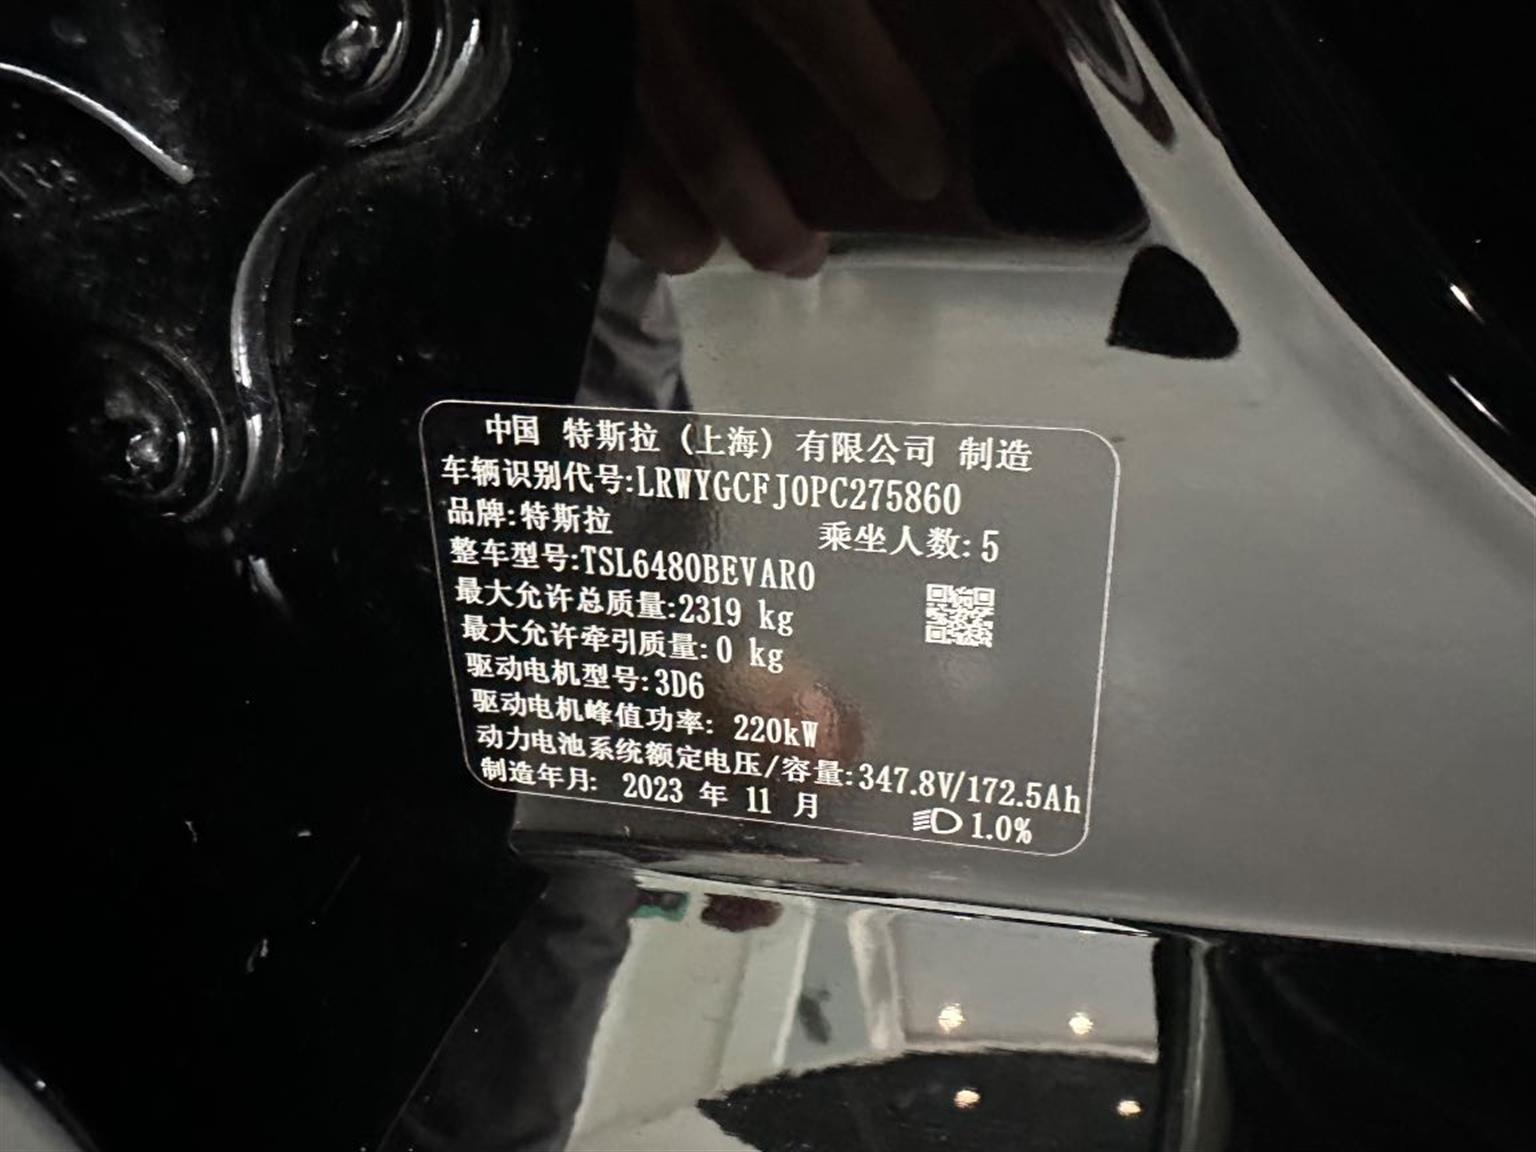 中国 特斯拉（上海）有限公司 制造
车辆识别代号:LRWYGCFJ0PC275860
品牌:特斯拉 乘坐人数:5
整车型号:TSL6480BEVAR0
最大允许总质量:2319 kg
最大允许牵引质量:0 kg
驱动电机型号:3D6
驱动电机峰值功率: 220kW
动力电池系统额定电压/容量:347.8V/172.5Ah
制造年月: 2023 年 11 月 1.0%